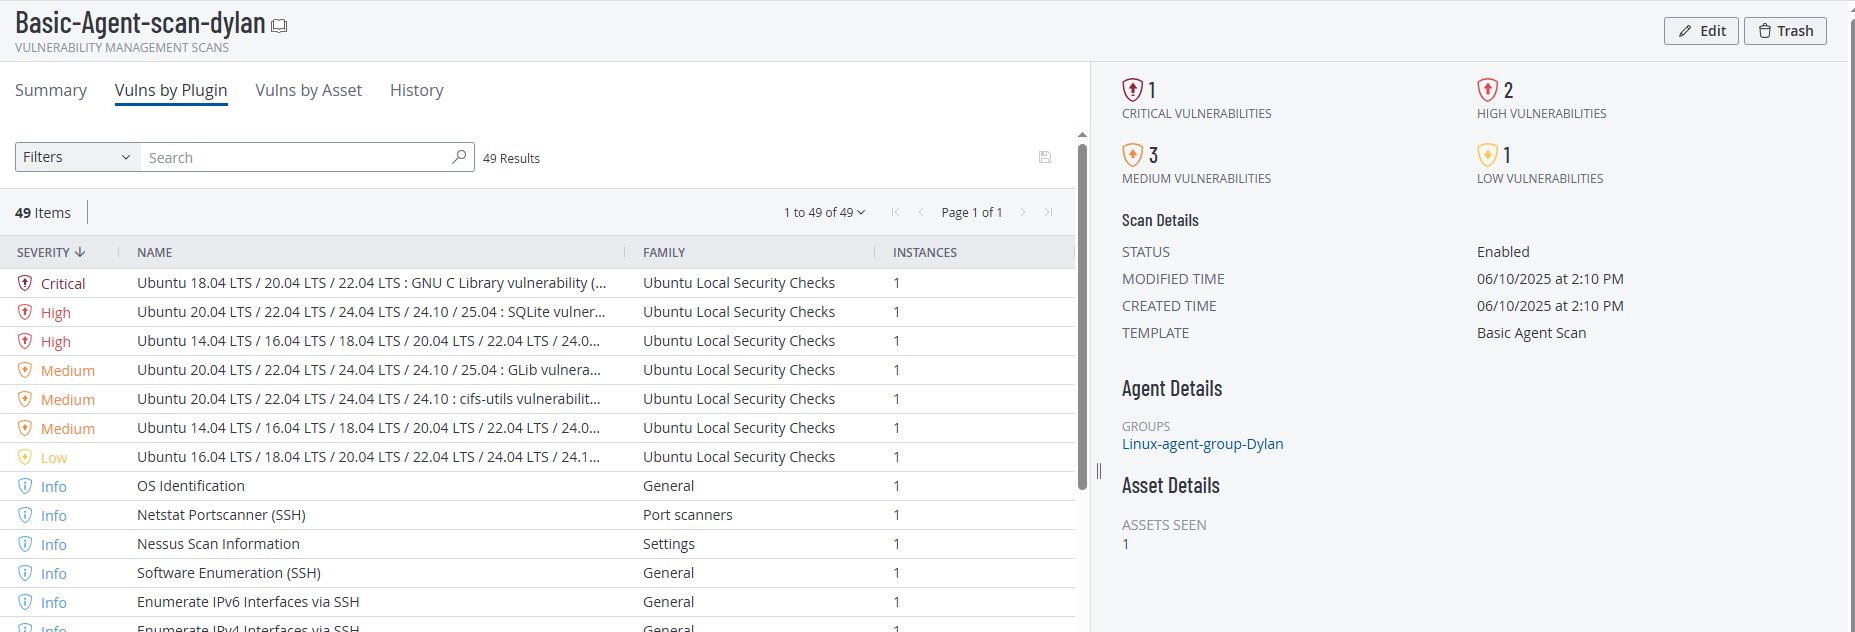 Basic-Agent-scan-dylan
VULNERABILITY MANAGEMENT SCANS
Edit
Trash
Summary
Vulns by Plugin
Vulns by Asset
History
Filters
Search
49 Results
49 Items
1 to 49 of 49
Page 1 of 1
SEVERITY NAME FAMILY INSTANCES
Critical Ubuntu 18.04 LTS / 20.04 LTS / 22.04 LTS : GNU C Library vulnerability (... Ubuntu Local Security Checks 1
High Ubuntu 20.04 LTS / 22.04 LTS / 24.04 LTS / 24.10 / 25.04 : SQLite vulner... Ubuntu Local Security Checks 1
High Ubuntu 14.04 LTS / 16.04 LTS / 18.04 LTS / 20.04 LTS / 22.04 LTS / 24.0... Ubuntu Local Security Checks 1
Medium Ubuntu 20.04 LTS / 22.04 LTS / 24.04 LTS / 24.10 / 25.04 : GLib vulnera... Ubuntu Local Security Checks 1
Medium Ubuntu 20.04 LTS / 22.04 LTS / 24.04 LTS / 24.10 : cifs-utils vulnerabilit... Ubuntu Local Security Checks 1
Medium Ubuntu 14.04 LTS / 16.04 LTS / 18.04 LTS / 20.04 LTS / 22.04 LTS / 24.0... Ubuntu Local Security Checks 1
Low Ubuntu 16.04 LTS / 18.04 LTS / 20.04 LTS / 22.04 LTS / 24.04 LTS / 24.1... Ubuntu Local Security Checks 1
Info OS Identification General 1
Info Netstat Portscanner (SSH) Port scanners 1
Info Nessus Scan Information Settings 1
Info Software Enumeration (SSH) General 1
Info Enumerate IPv6 Interfaces via SSH General 1
Info Enumerate IPv4 Interfaces via SSH General 1
1
CRITICAL VULNERABILITIES
2
HIGH VULNERABILITIES
3
MEDIUM VULNERABILITIES
1
LOW VULNERABILITIES
Scan Details
STATUS Enabled
MODIFIED TIME 06/10/2025 at 2:10 PM
CREATED TIME 06/10/2025 at 2:10 PM
TEMPLATE Basic Agent Scan
Agent Details
GROUPS
Linux-agent-group-Dylan
Asset Details
ASSETS SEEN
1